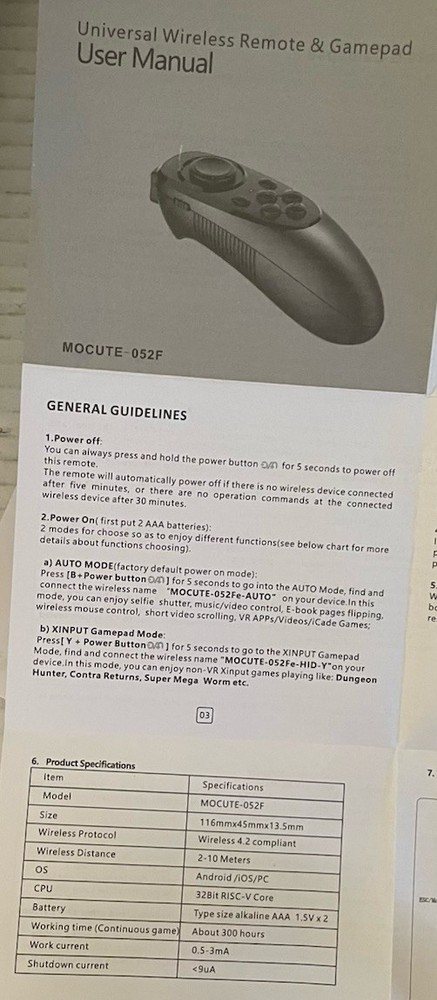 Universal Wireless Remote & Gamepad
User Manual
MOCUTE-052F
GENERAL GUIDELINES
1.Power off:
You can always press and hold the power button for 5 seconds to power off
this remote.
The remote will automatically power off if there is no wireless device connected
after five minutes, or there are no operation commands at the connected
wireless device after 30 minutes.
2.Power On( first put 2 AAA batteries):
2 modes for choose so as to enjoy different functions(see below chart for more
details about functions choosing).
a) AUTO MODE(factory default power on mode):
Press [B+Power button ] for 5 seconds to go into the AUTO Mode, find and
connect the wireless name "MOCUTE-052Fe-AUTO" on your device.In this
mode, you can enjoy selfie shutter, music/video control, E-book pages flipping,
wireless mouse control, short video scrolling, VR APPs/Videos/iCade Games;
b) XINPUT Gamepad Mode:
Press[ Y + Power Button ] for 5 seconds to go to the XINPUT Gamepad
Mode, find and connect the wireless name "MOCUTE-052Fe-HID-Y"on your
device.In this mode, you can enjoy non-VR Xinput games playing like: Dungeon
Hunter, Contra Returns, Super Mega Worm etc.
03
6. Product Specifications
Item Specifications
Model MOCUTE-052F
Size 116mmx45mmx13.5mm
Wireless Protocol Wireless 4.2 compliant
Wireless Distance 2-10 Meters
OS Android /iOS/PC
CPU 32Bit RISC-V Core
Battery Type size alkaline AAA 1.5V x 2
Working time (Continuous game) About 300 hours
Work current 0.5-3mA
Shutdown current <9uA
5.
re
7.